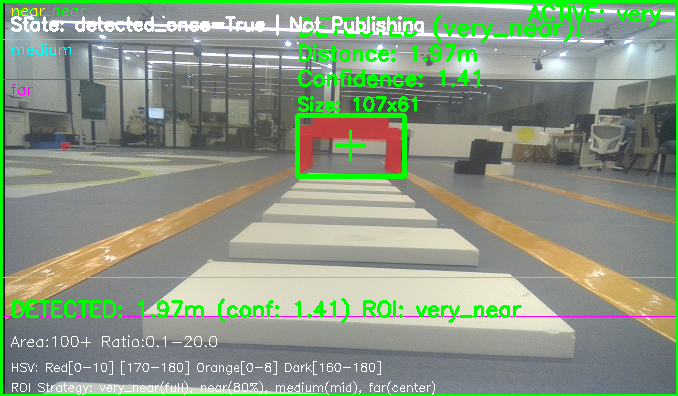 near near
State: detected_once=True | Not Publishing
ACTIVE: very_
(very_near)
medium
Distance: 1.97m
Confidence: 1.41
far
Size: 107x61
DETECTED: 1.97m (conf: 1.41) ROI: very_near
Area:100+ Ratio:0.1-20.0
HSV: Red[0-10] [170-180] Orange[0-8] Dark[160-180]
ROI Strategy: very_near(full), near(80%), medium(mid), far(center)